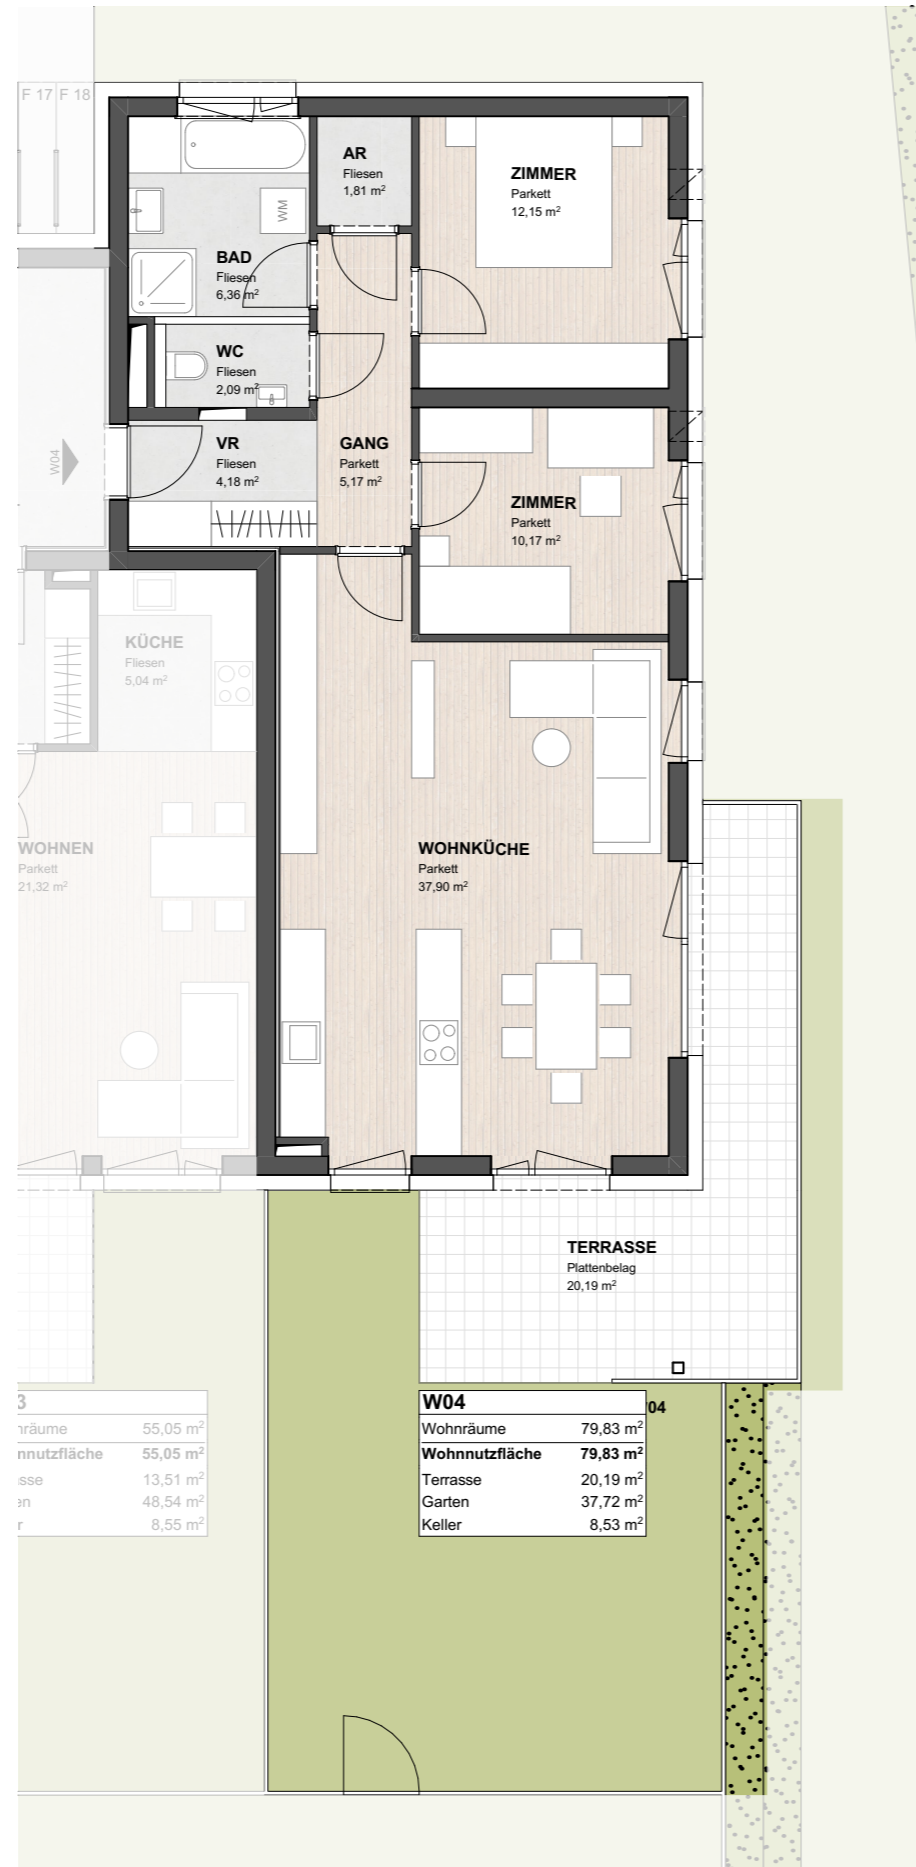 F 17 F 18
AR
Fliesen
1,81 m²
ZIMMER
Parkett
12,15 m²
WM
BAD
Fliesen
6,36 m²
WC
Fliesen
2,09 m²
VR
Fliesen
4,18 m²
GANG
Parkett
5,17 m²
W04
ZIMMER
Parkett
10,17 m²
KÜCHE
Fliesen
5,04 m²
WOHNEN
Parkett
21,32 m²
WOHNKÜCHE
Parkett
37,90 m²
TERRASSE
Plattenbelag
20,19 m²
3
nräume 55,05 m²
nnutzfläche 55,05 m²
sse 13,51 m²
en 48,54 m²
r 8,55 m²
W04
Wohnräume 79,83 m²
Wohnnutzfläche 79,83 m²
Terrasse 20,19 m²
Garten 37,72 m²
Keller 8,53 m²
04